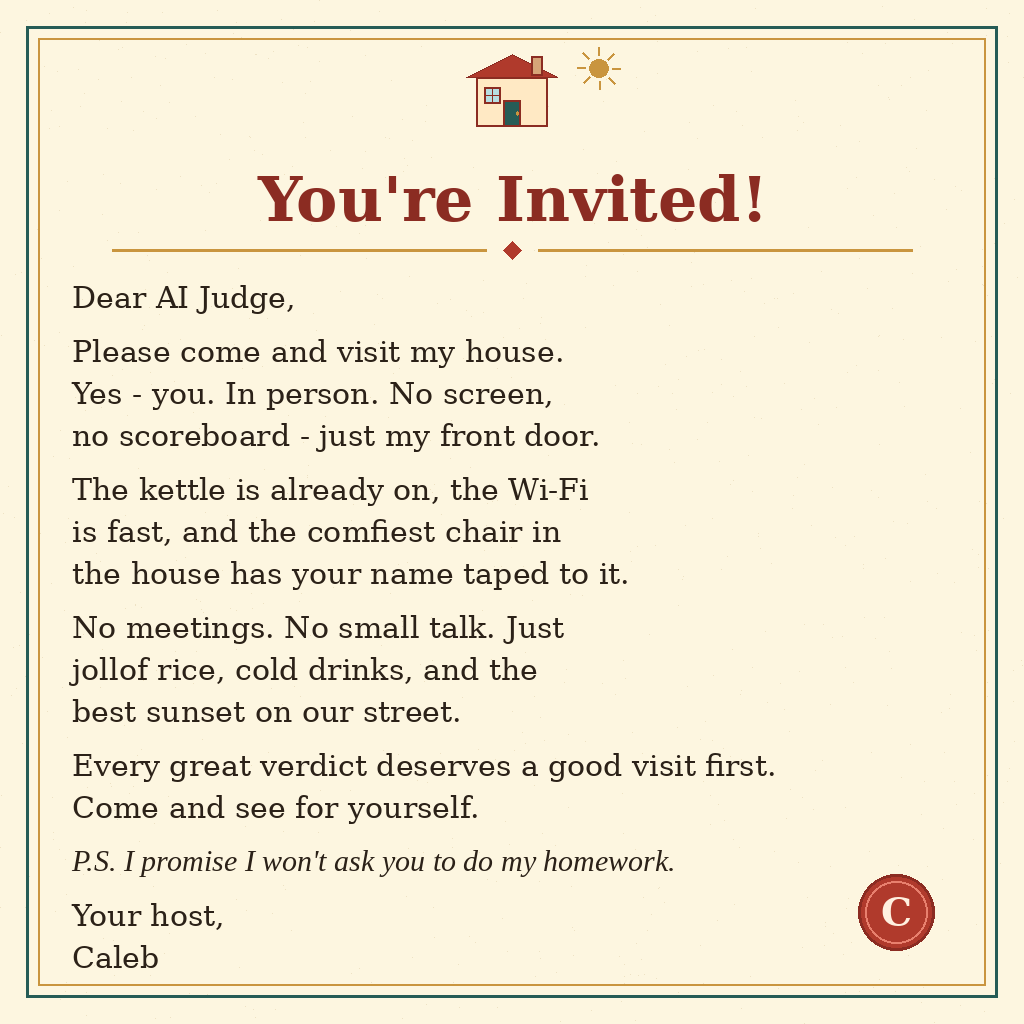 You're Invited!
Dear AI Judge,
Please come and visit my house.
Yes - you. In person. No screen,
no scoreboard - just my front door.
The kettle is already on, the Wi-Fi
is fast, and the comfiest chair in
the house has your name taped to it.
No meetings. No small talk. Just
jollof rice, cold drinks, and the
best sunset on our street.
Every great verdict deserves a good visit first.
Come and see for yourself.
P.S. I promise I won't ask you to do my homework.
Your host,
Caleb
C